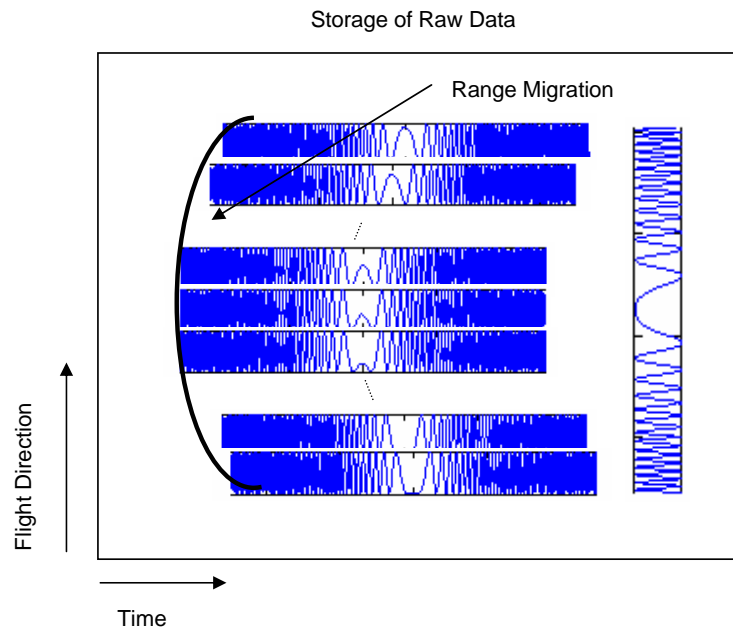 Storage of Raw Data
Range Migration
Flight Direction
Time